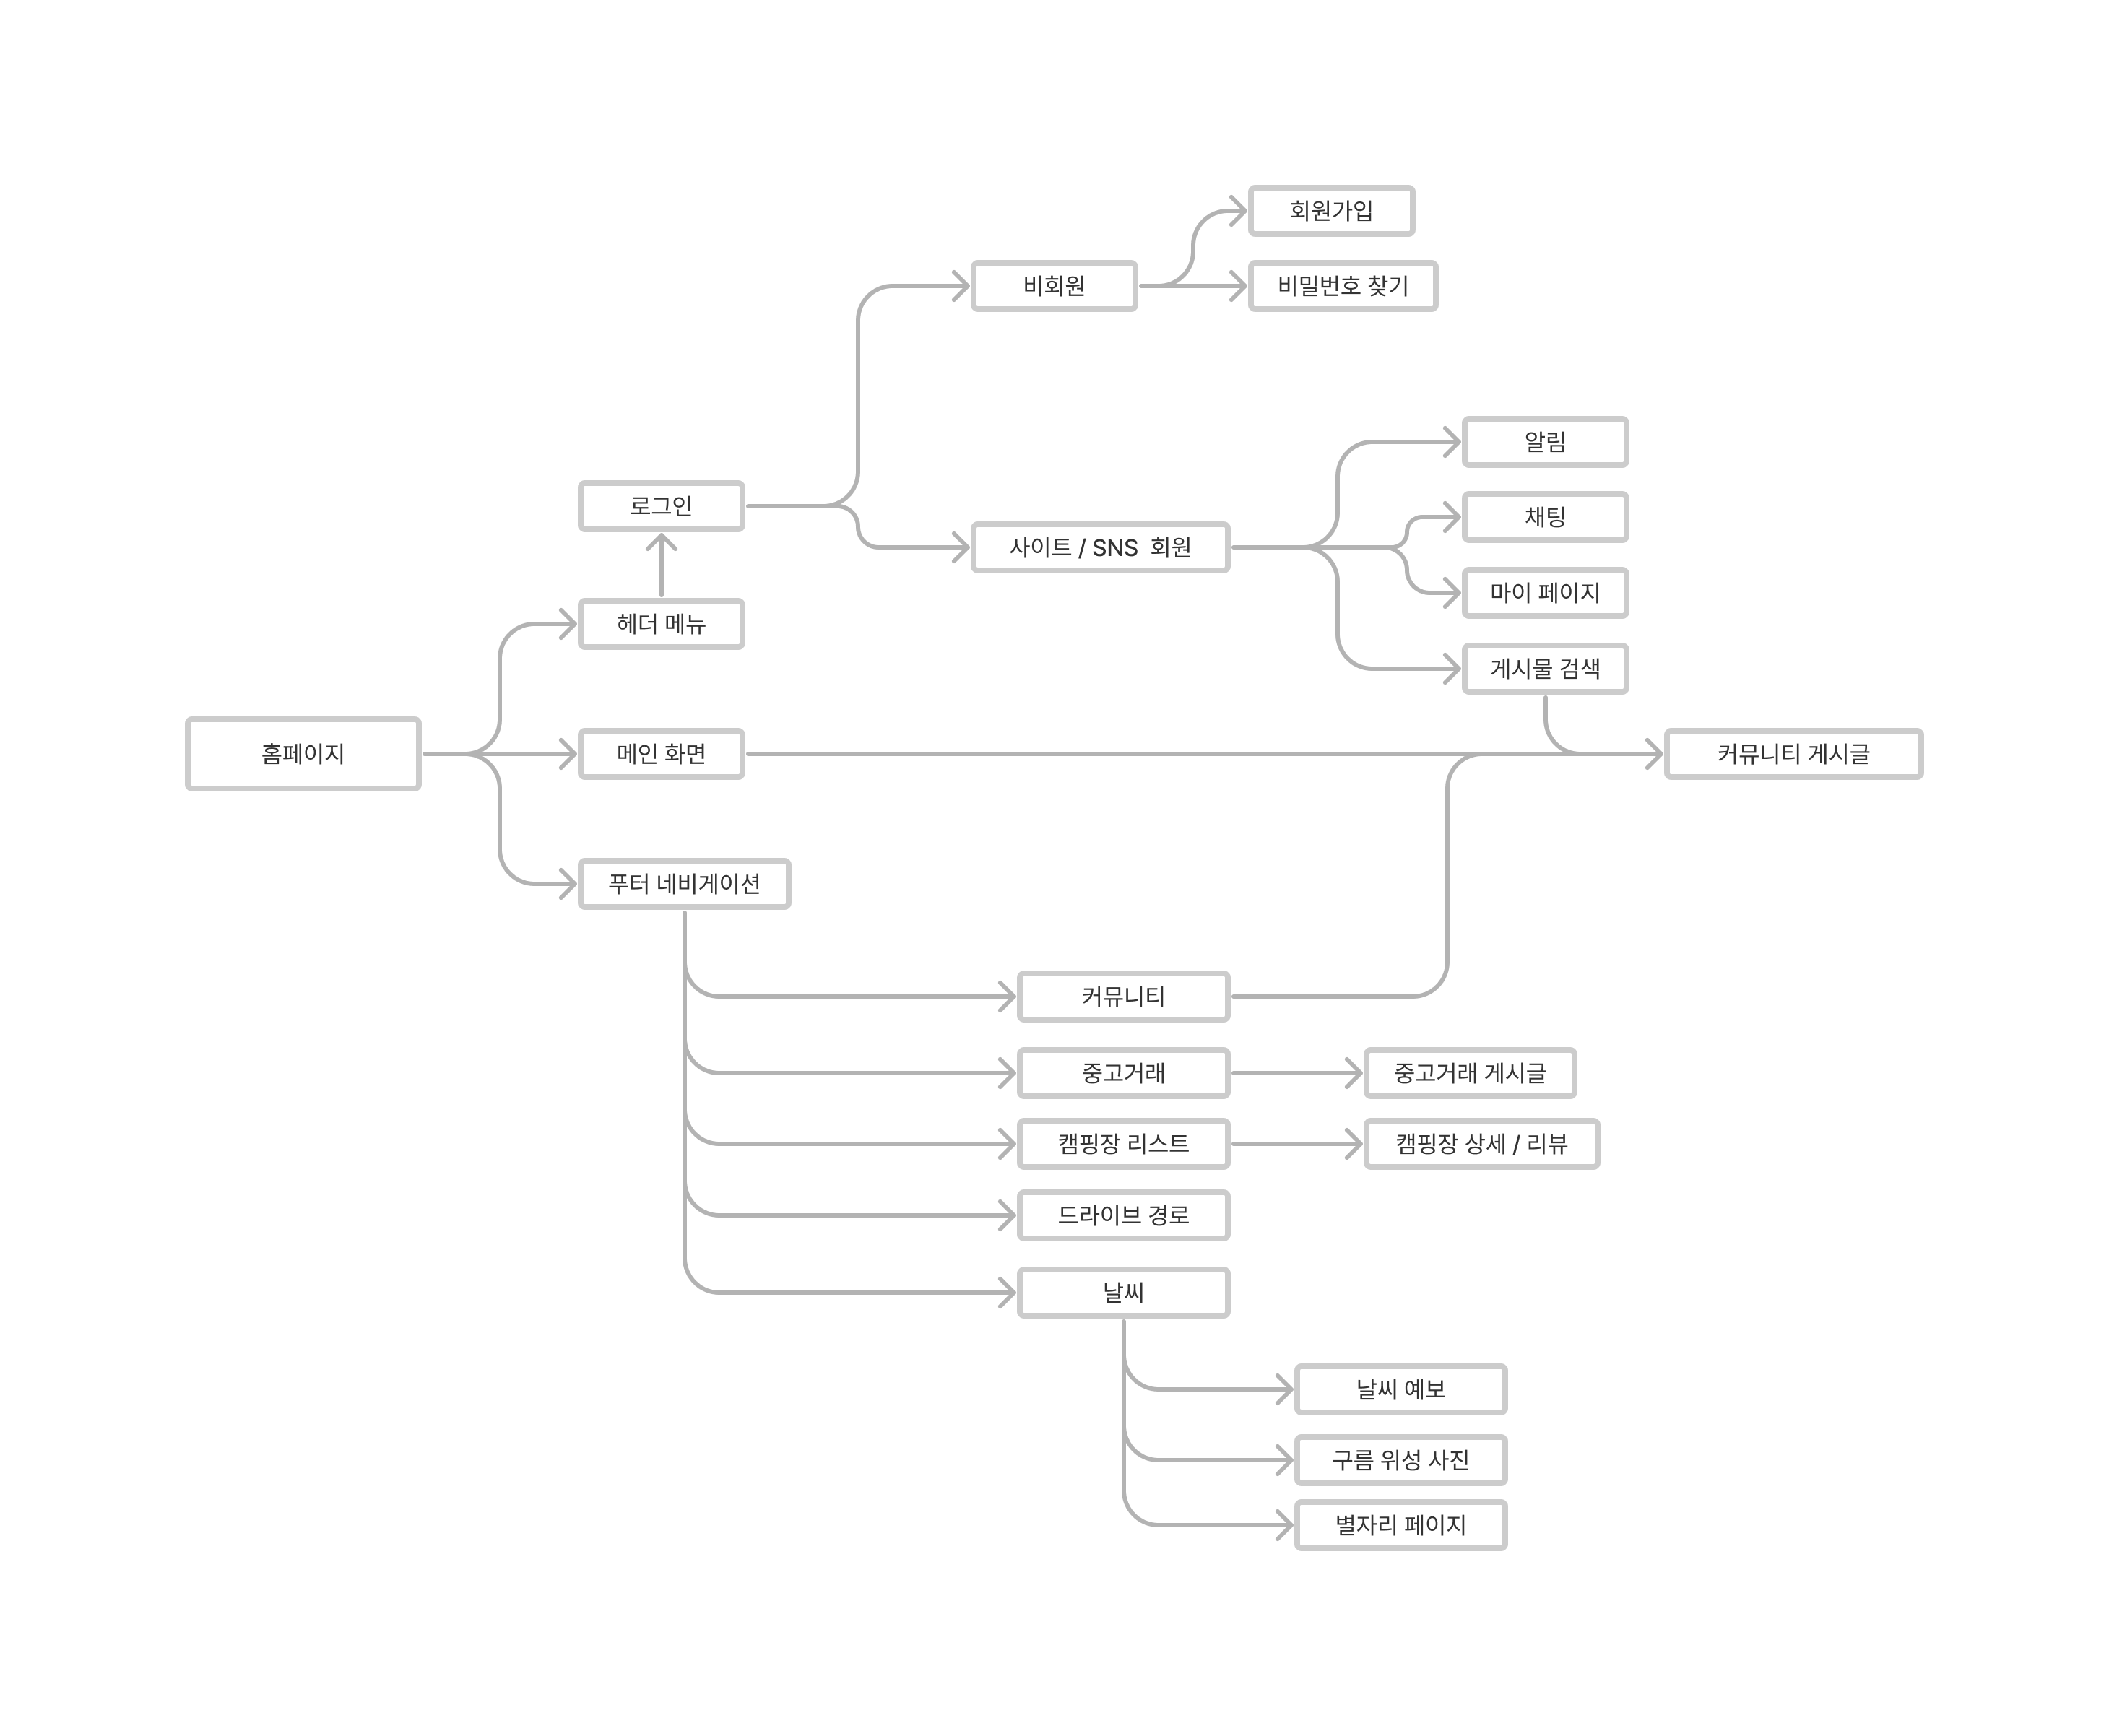 회원가입
비회원
비밀번호 찾기
알림
로그인
채팅
사이트 / SNS 회원
마이 페이지
헤더 메뉴
게시물 검색
홈페이지
메인 화면
커뮤니티 게시글
푸터 네비게이션
커뮤니티
중고거래
중고거래 게시글
캠핑장 리스트
캠핑장 상세 / 리뷰
드라이브 경로
날씨
날씨 예보
구름 위성 사진
별자리 페이지